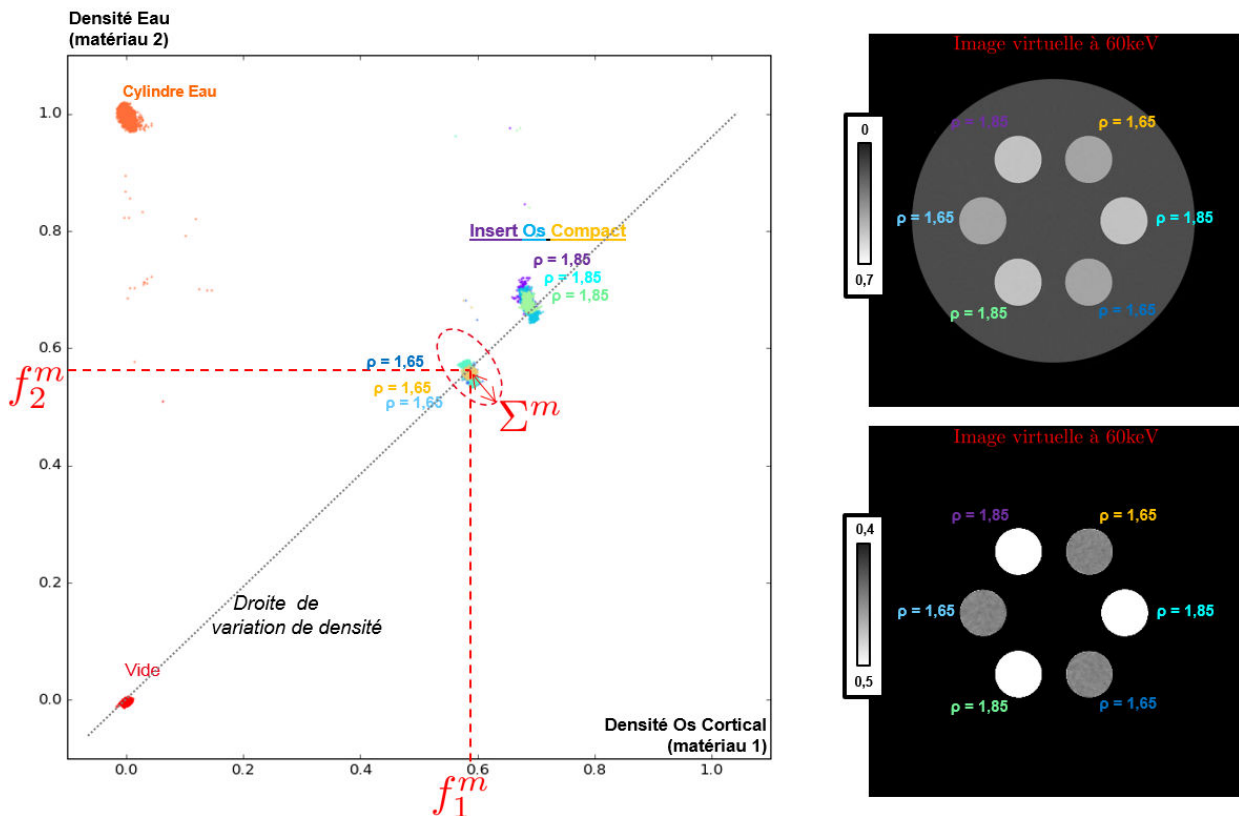 Densité Eau
(matériau 2)
1.0
Cylindre Eau
0.8
Insert Os Compact
ρ = 1,85
ρ = 1,85
ρ = 1,85
0.6
ρ = 1,65
f₂ᵐ
ρ = 1,65
ρ = 1,65
Σᵐ
0.4
0.2
Droite de
variation de densité
Vide
0.0
Densité Os Cortical
(matériau 1)
0.0 0.2 0.4 0.6 0.8 1.0
f₁ᵐ
Image virtuelle à 60keV
0
0,7
ρ = 1,85 ρ = 1,65
ρ = 1,65 ρ = 1,85
ρ = 1,85 ρ = 1,65
Image virtuelle à 60keV
0,4
0,5
ρ = 1,85 ρ = 1,65
ρ = 1,65 ρ = 1,85
ρ = 1,85 ρ = 1,65